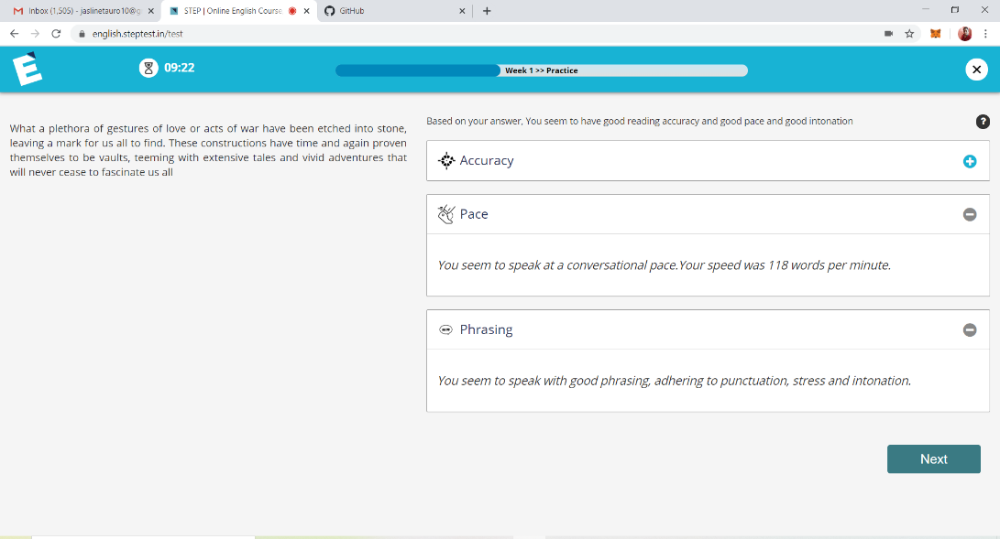 Inbox (1,505) - jaslinetauro10@g
STEP | Online English Course
GitHub
english.steptest.in/test
09:22
Week 1 >> Practice
What a plethora of gestures of love or acts of war have been etched into stone,
leaving a mark for us all to find. These constructions have time and again proven
themselves to be vaults, teeming with extensive tales and vivid adventures that
will never cease to fascinate us all
Based on your answer, You seem to have good reading accuracy and good pace and good intonation
Accuracy
Pace
You seem to speak at a conversational pace.Your speed was 118 words per minute.
Phrasing
You seem to speak with good phrasing, adhering to punctuation, stress and intonation.
Next